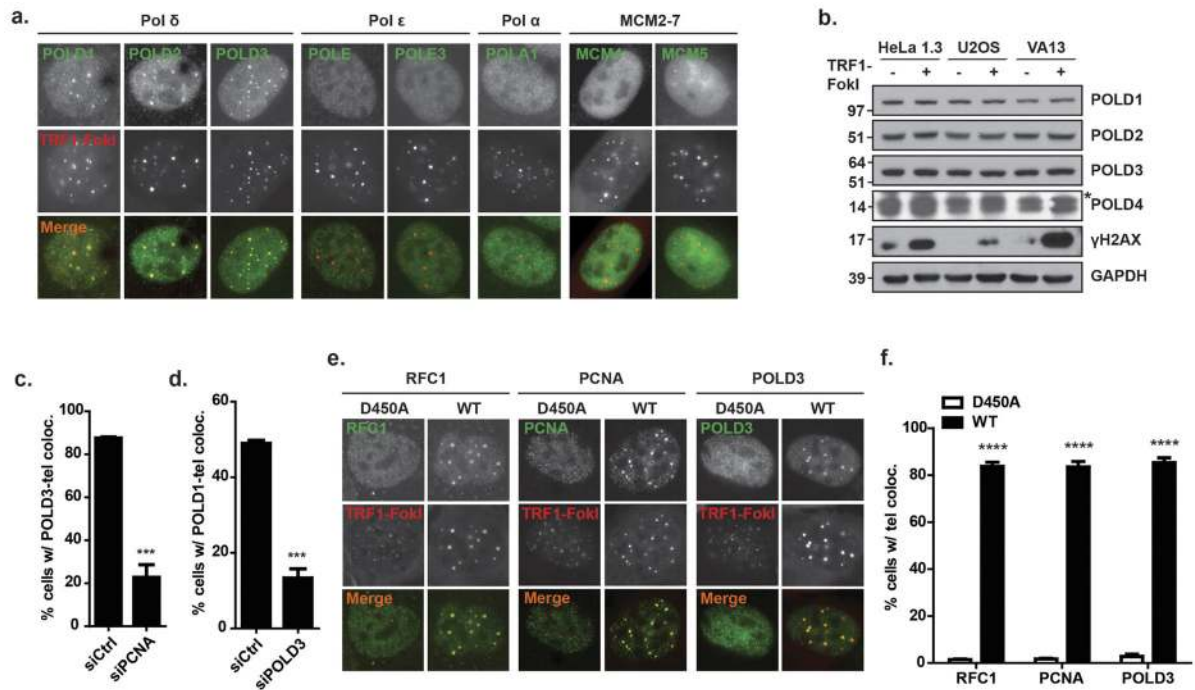 a.
Pol δ Pol ε Pol α MCM2-7
POLD1 POLD2 POLD3 POLE POLE3 POLA1 MCM4 MCM5
TRF1-FokI
Merge
b.
HeLa 1.3 U2OS VA13
TRF1-FokI - + - + - +
97 POLD1
51 POLD2
64
51 POLD3
14 * POLD4
17 γH2AX
39 GAPDH
c.
% cells w/ POLD3-tel coloc.
100
80
60
40
20
0
***
siCtrl siPCNA
d.
% cells w/ POLD1-tel coloc.
60
40
20
0
***
siCtrl siPOLD3
e.
RFC1 PCNA POLD3
D450A WT D450A WT D450A WT
RFC1 PCNA POLD3
TRF1-FokI TRF1-FokI TRF1-FokI
Merge Merge Merge
f.
D450A
WT
% cells w/ tel coloc.
100
80
60
40
20
0
**** **** ****
RFC1 PCNA POLD3